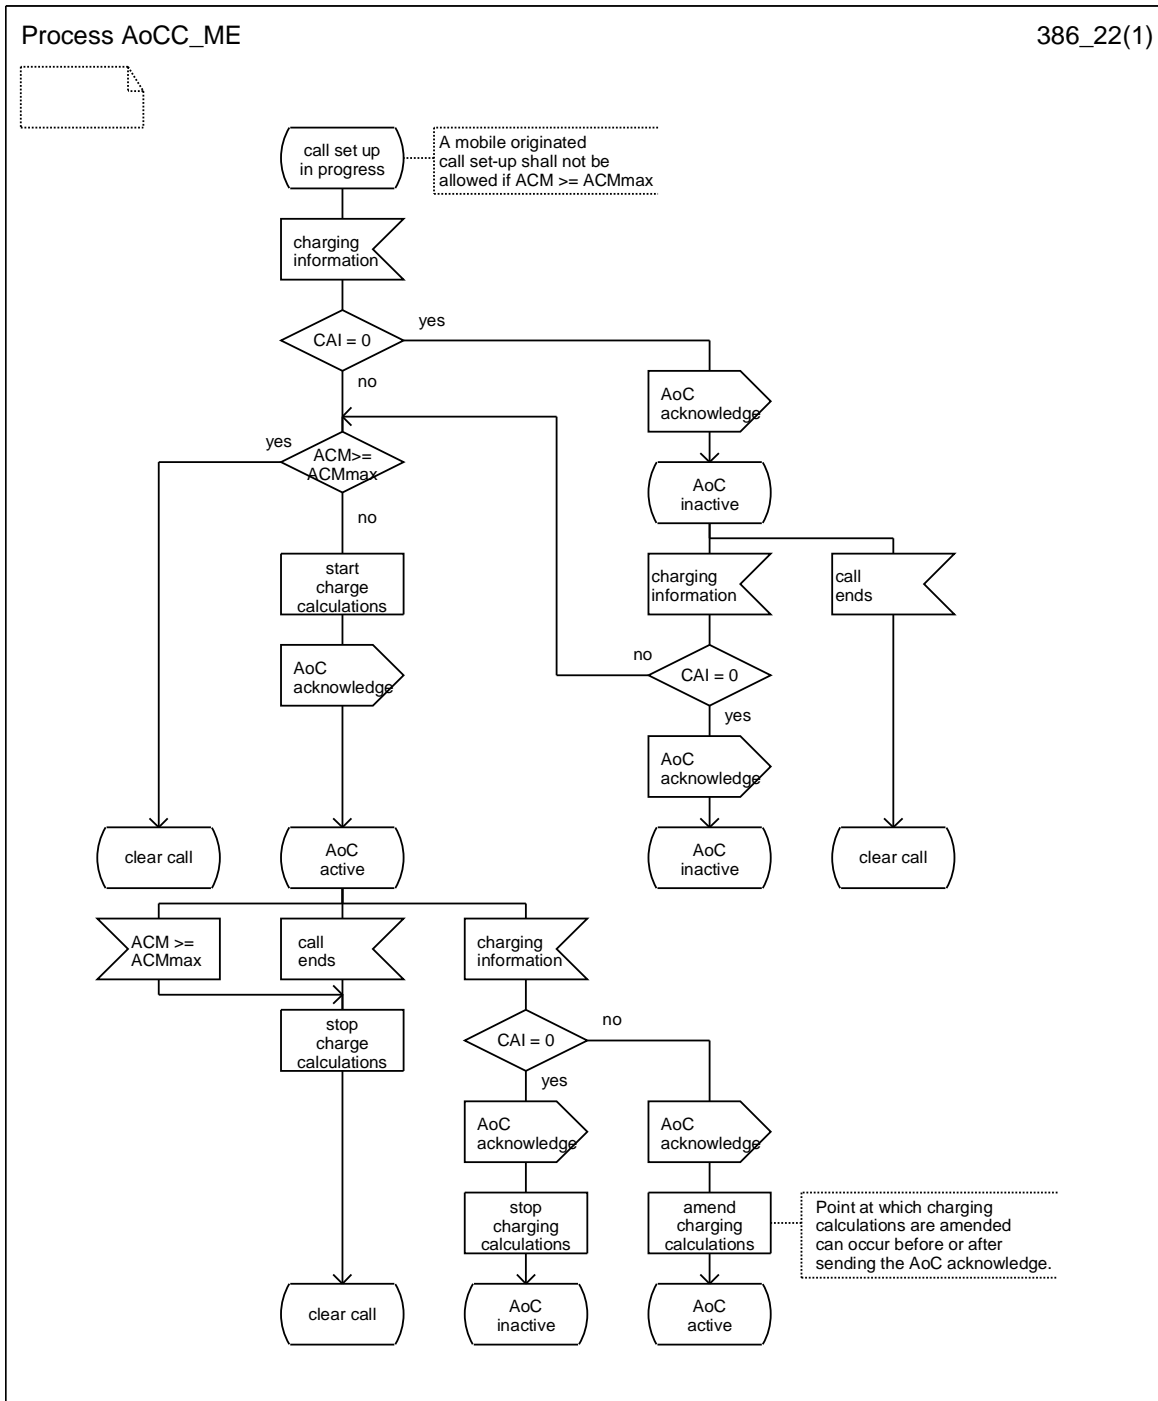 Process AoCC_ME
386_22(1)
call set up
in progress
A mobile originated
call set-up shall not be
allowed if ACM >= ACMmax
charging
information
CAI = 0
yes
no
AoC
acknowledge
yes
ACM>=
ACMmax
no
AoC
inactive
start
charge
calculations
charging
information
call
ends
AoC
acknowledge
no
CAI = 0
yes
AoC
acknowledge
clear call
AoC
active
AoC
inactive
clear call
ACM >=
ACMmax
call
ends
charging
information
stop
charge
calculations
CAI = 0
no
yes
AoC
acknowledge
AoC
acknowledge
stop
charging
calculations
amend
charging
calculations
Point at which charging
calculations are amended
can occur before or after
sending the AoC acknowledge.
clear call
AoC
inactive
AoC
active